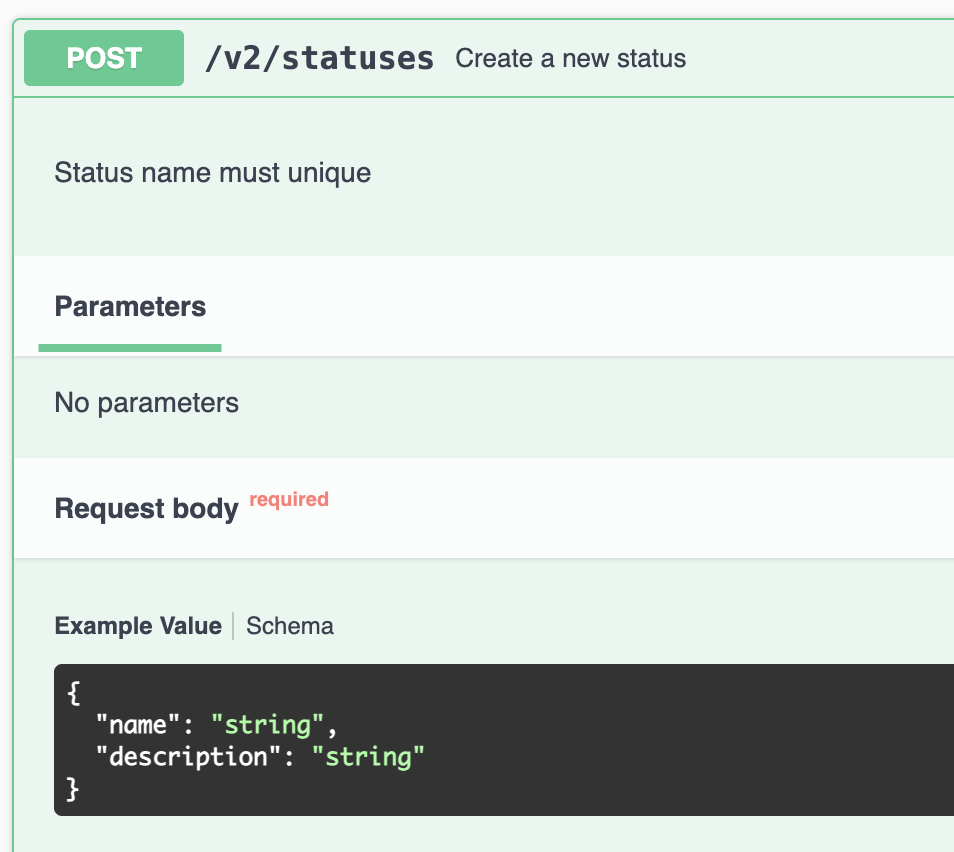 POST /v2/statuses Create a new status
Status name must unique
Parameters
No parameters
Request body required
Example Value Schema
{
"name": "string",
"description": "string"
}